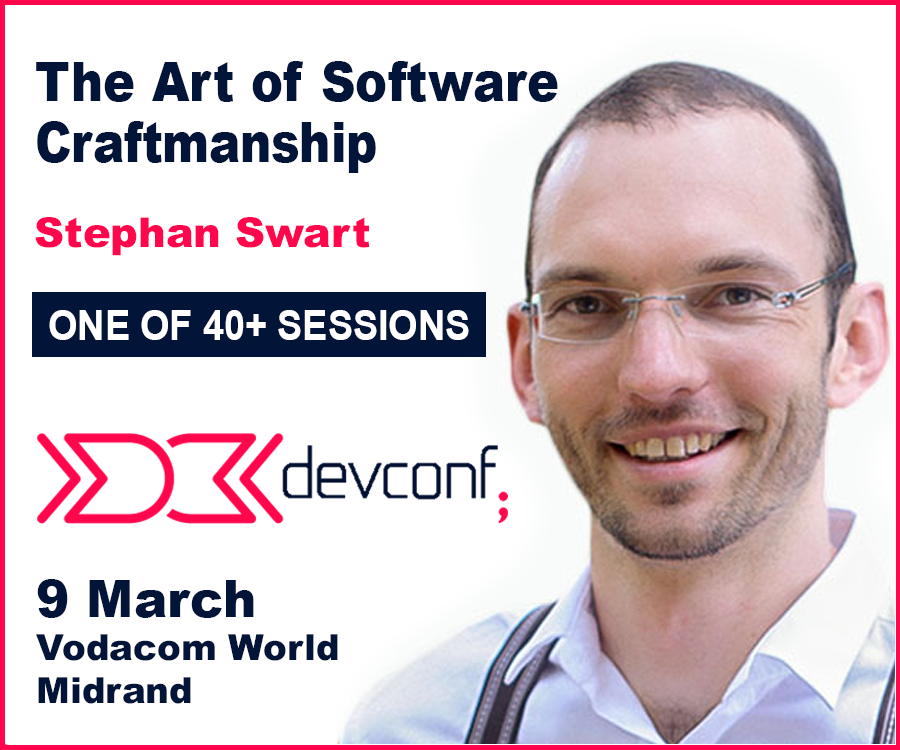 The Art of Software
Craftmanship
Stephan Swart
ONE OF 40+ SESSIONS
devconf;
9 March
Vodacom World
Midrand